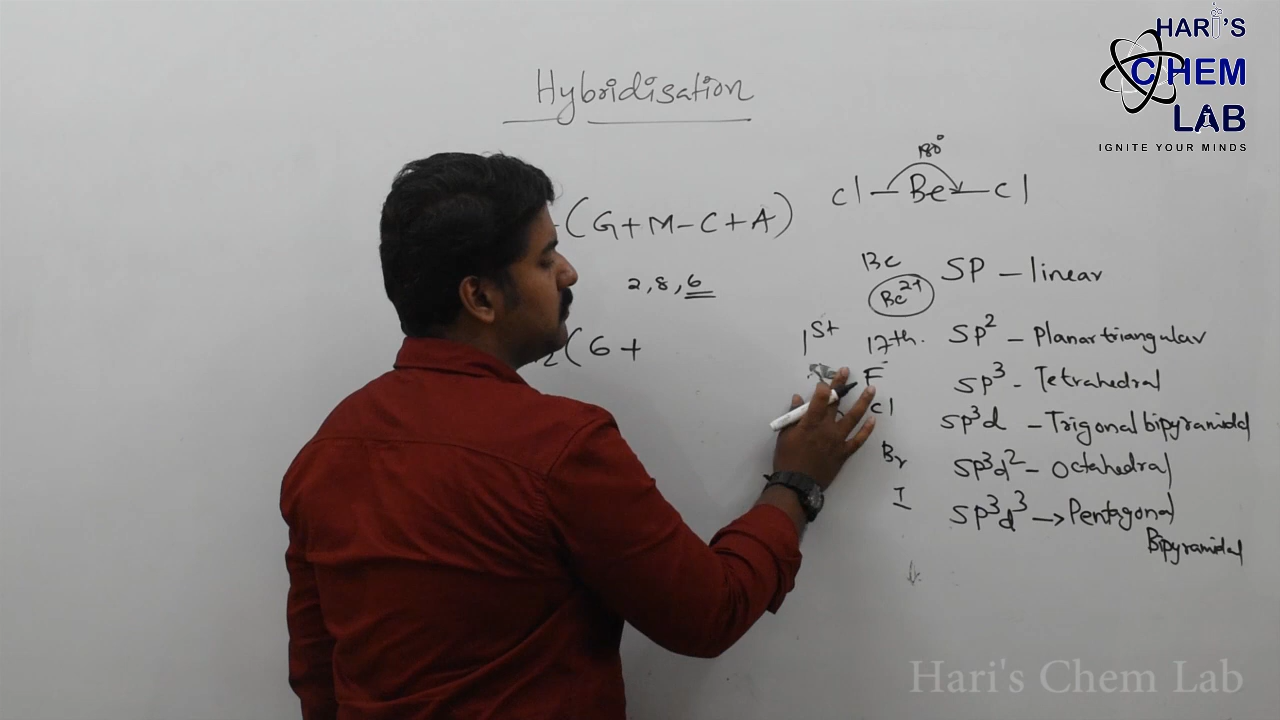 HARI'S
CHEM
LAB
IGNITE YOUR MINDS
Hybridisation
180°
Cl — Be — Cl
(G+M-C+A)
2,8,6
2(6+
Be
Be2+
SP - linear
1st
17th.
SP2 - Planar triangular
F
SP3 - Tetrahedral
Cl
SP3d - Trigonal bipyramidal
Br
SP3d2 - Octahedral
I
SP3d3 → Pentagonal
Bipyramidal
Hari's Chem Lab